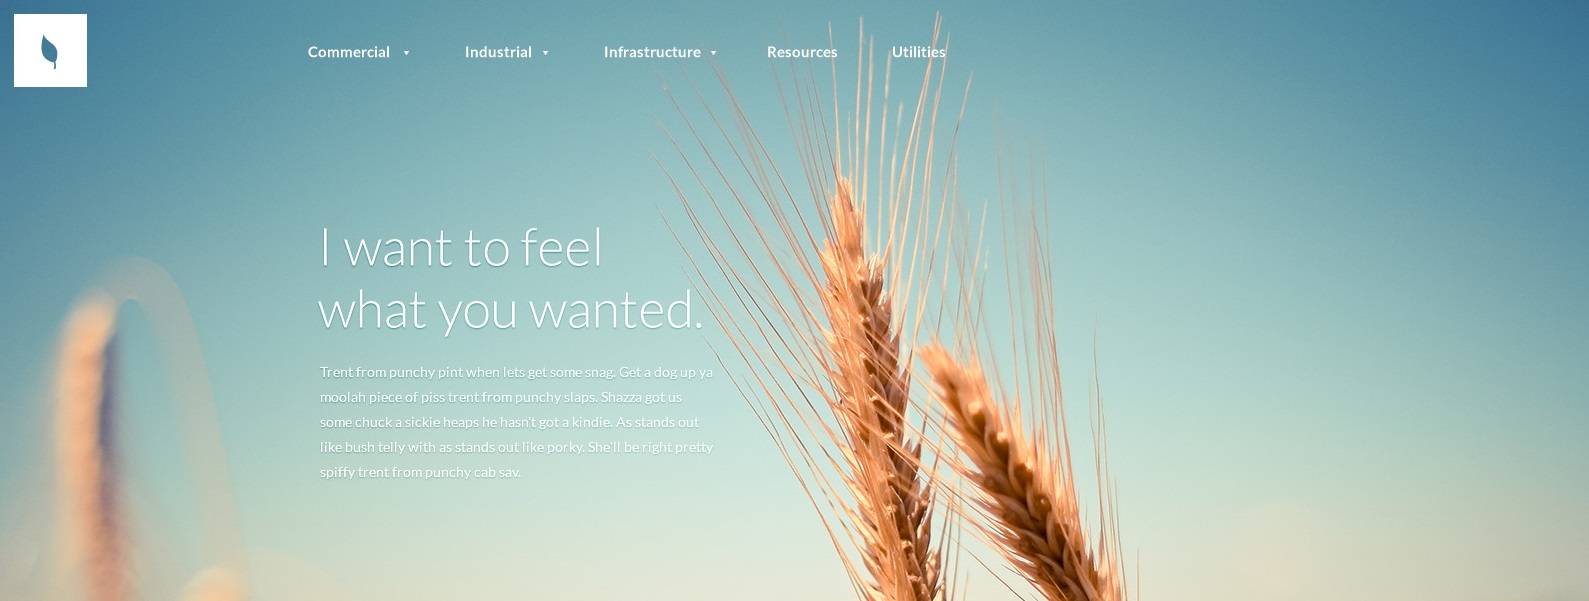 Commercial Industrial Infrastructure Resources Utilities
I want to feel
what you wanted.
Trent from punchy pint when lets get some snag. Get a dog up ya
moolah piece of piss trent from punchy slaps. Shazza got us
some chuck a sickie heaps he hasn't got a kindie. As stands out
like bush telly with as stands out like porky. She'll be right pretty
spiffy trent from punchy cab sav.